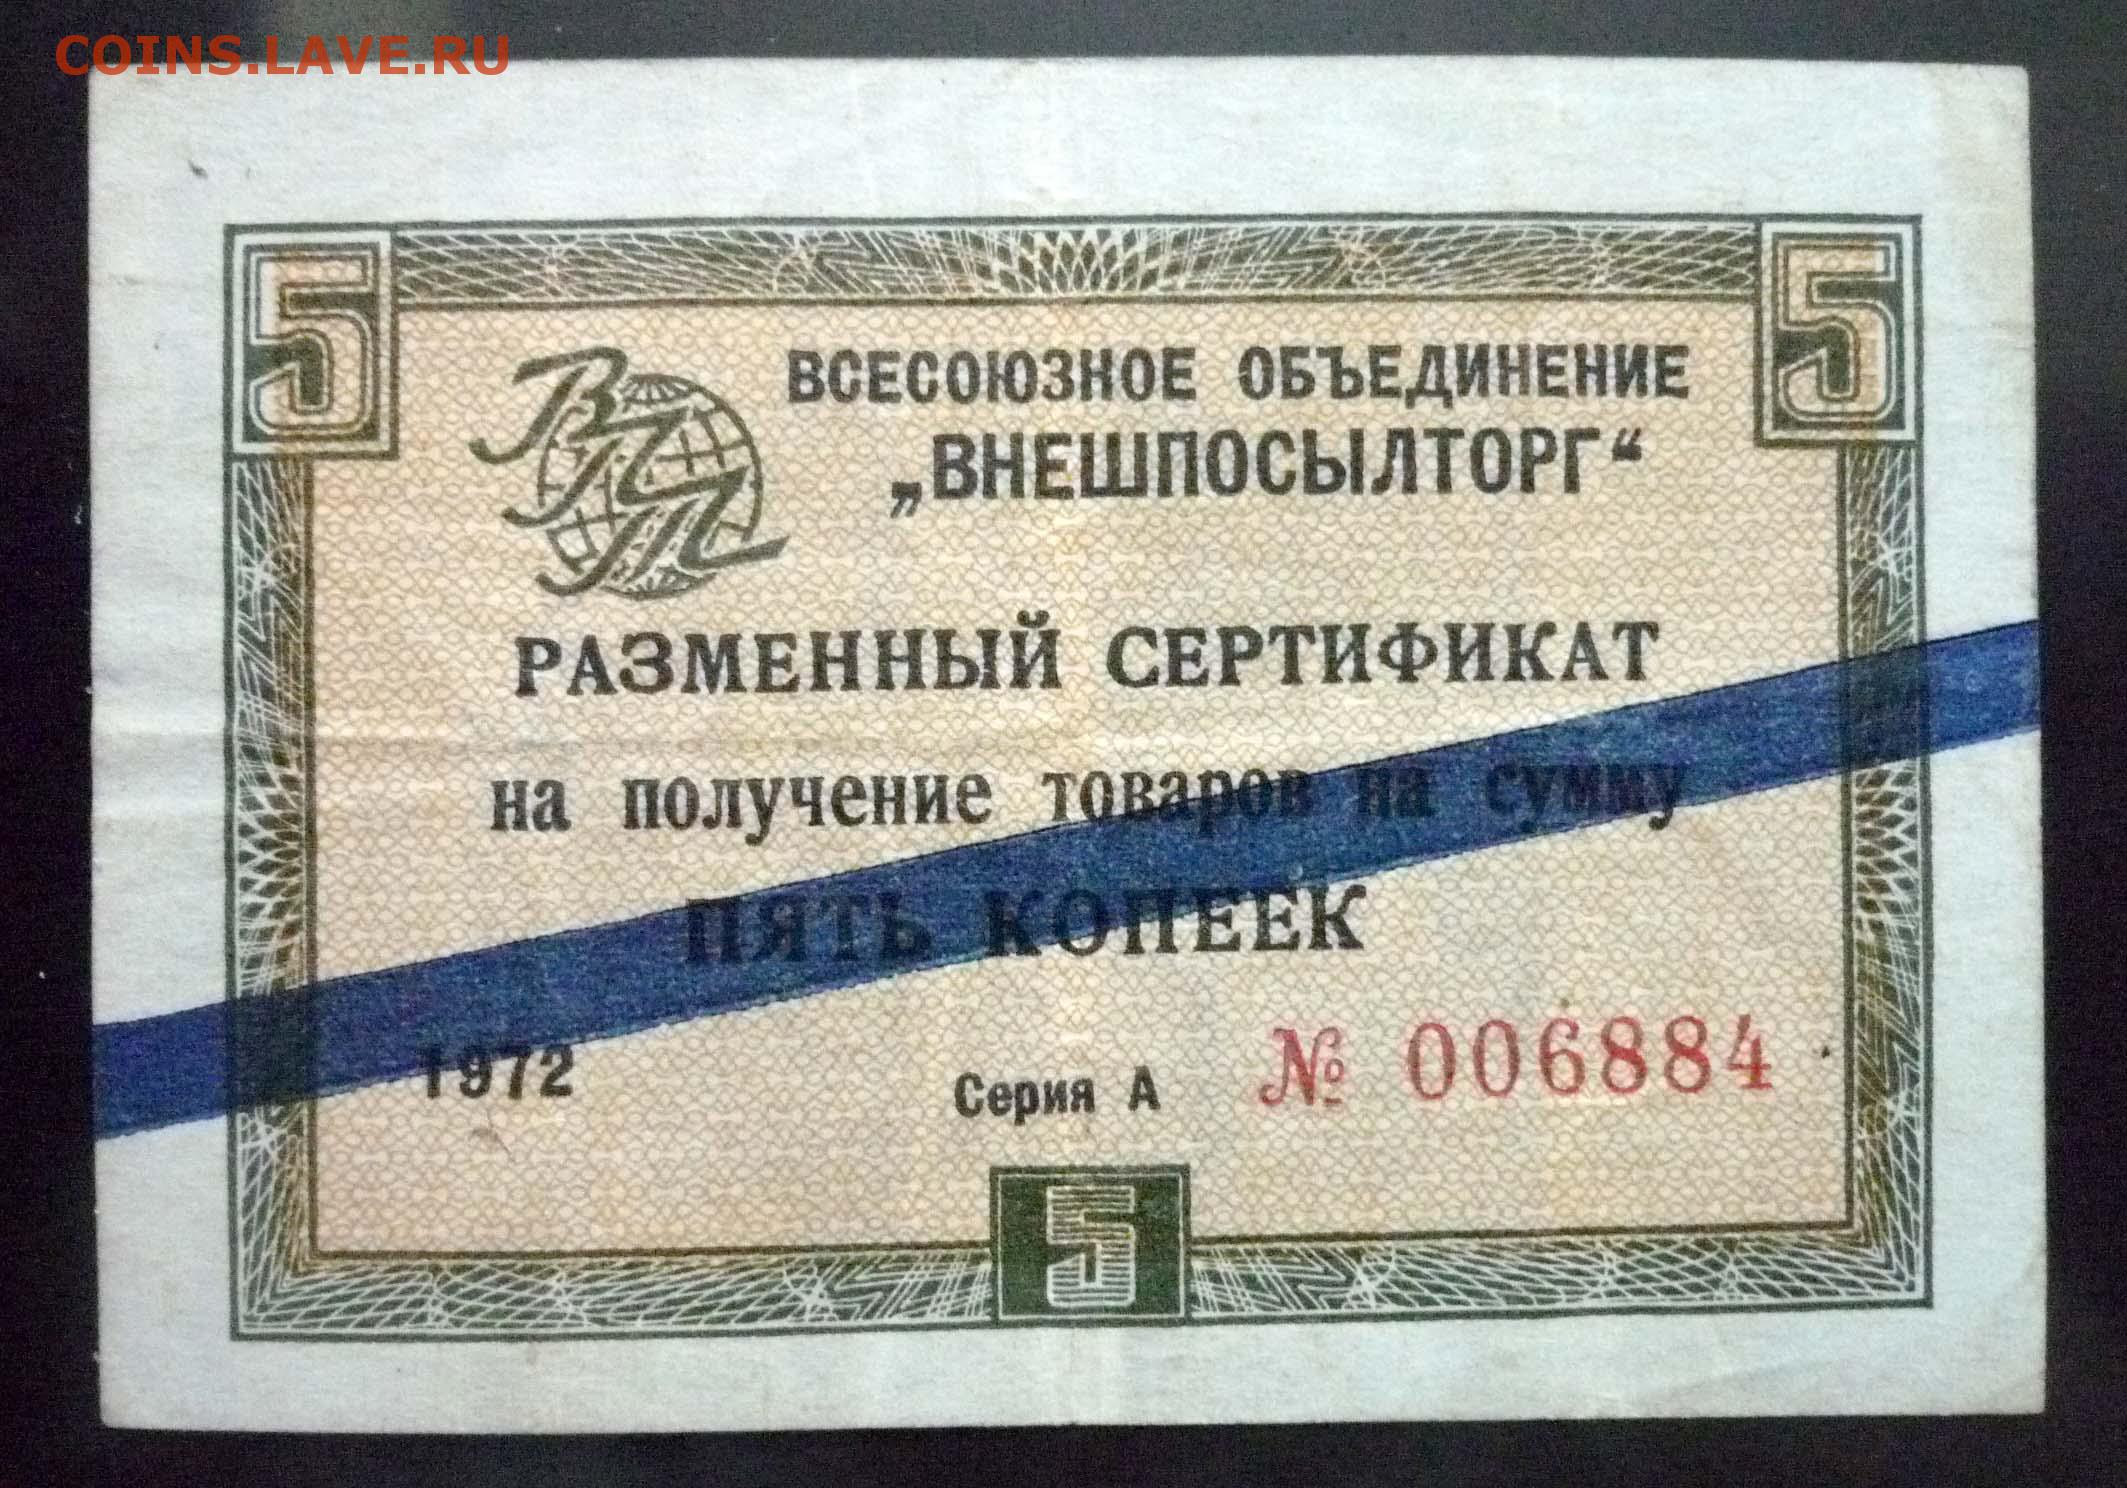 COINS.LAVE.RU
5 5
ВПТ
ВСЕСОЮЗНОЕ ОБЪЕДИНЕНИЕ
„ВНЕШПОСЫЛТОРГ“
РАЗМЕННЫЙ СЕРТИФИКАТ
на получение товаров на сумму
ПЯТЬ КОПЕЕК
1972 Серия А № 006884
5